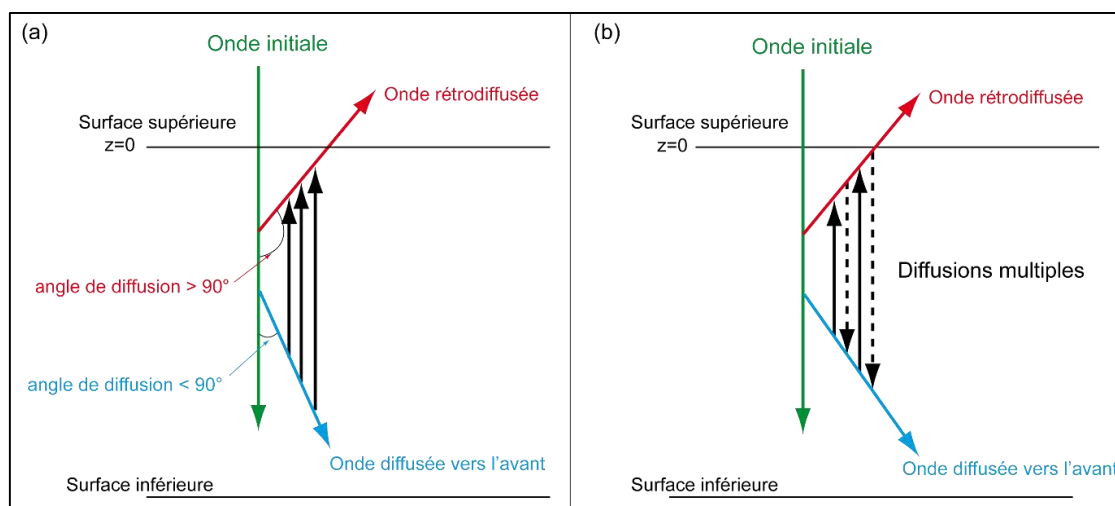 (a)
Onde initiale
Onde rétrodiffusée
Surface supérieure
z=0
angle de diffusion > 90°
angle de diffusion < 90°
Onde diffusée vers l'avant
Surface inférieure
(b)
Onde initiale
Onde rétrodiffusée
Surface supérieure
z=0
Diffusions multiples
Onde diffusée vers l'avant
Surface inférieure